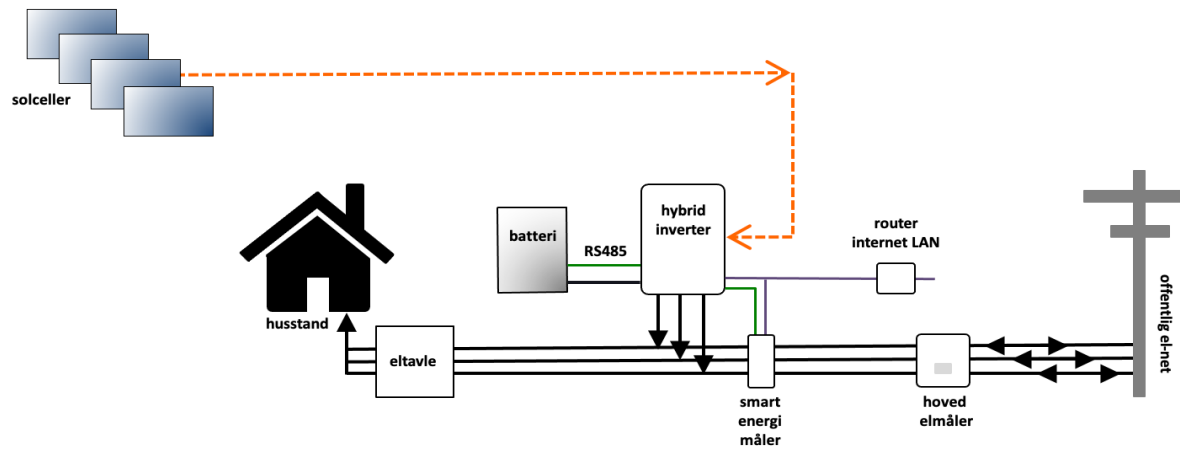 solceller
hybrid
inverter
batteri
RS485
router
internet LAN
husstand
eltavle
smart
energi
måler
hoved
elmåler
offentlig el-net